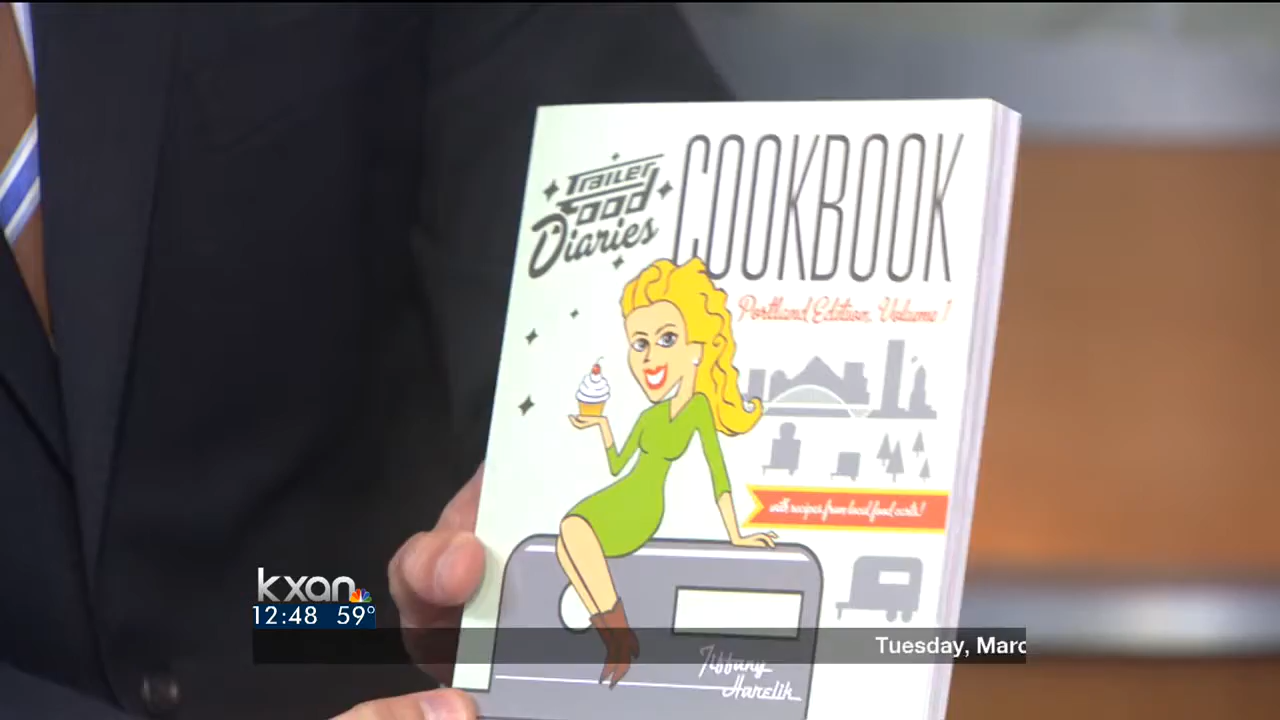 Trailer
Food
Diaries
COOKBOOK
Portland Edition, Volume 1
with recipes from local food carts!
Tiffany
Harelik
kxan
12:48 59°
Tuesday, Marc